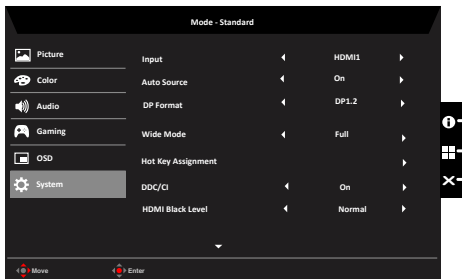 Mode - Standard
Picture
Color
Audio
Gaming
OSD
System
Input HDMI1
Auto Source On
DP Format DP1.2
Wide Mode Full
Hot Key Assignment
DDC/CI On
HDMI Black Level Normal
Move Enter